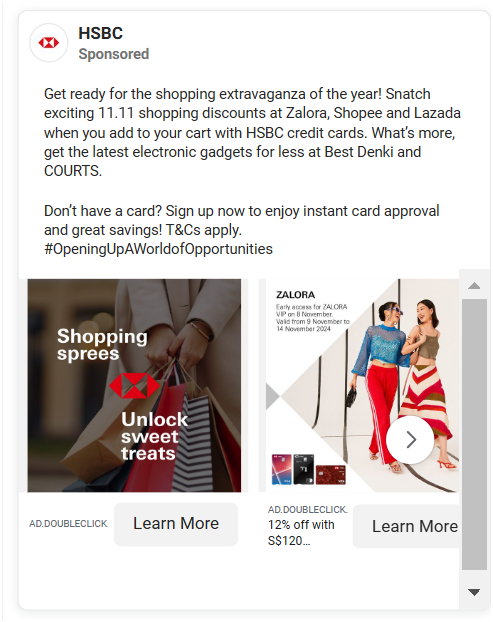 HSBC
Sponsored
Get ready for the shopping extravaganza of the year! Snatch
exciting 11.11 shopping discounts at Zalora, Shopee and Lazada
when you add to your cart with HSBC credit cards. What's more,
get the latest electronic gadgets for less at Best Denki and
COURTS.
Don't have a card? Sign up now to enjoy instant card approval
and great savings! T&Cs apply.
#OpeningUpAWorldofOpportunities
Shopping
sprees
Unlock
sweet
treats
ZALORA
Early access for ZALORA
VIP on 8 November.
Valid from 9 November to
14 November 2024
AD.DOUBLECLICK
Learn More
AD.DOUBLECLICK.
12% off with
S$120...
Learn More